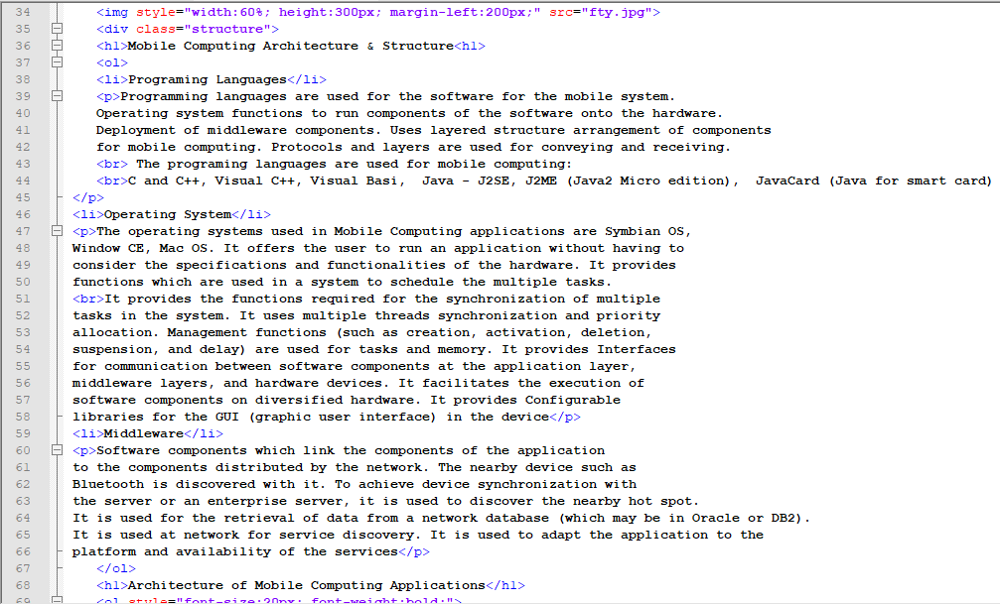 34 <img style="width:60%; height:300px; margin-left:200px;" src="fty.jpg">
35 <div class="structure">
36 <h1>Mobile Computing Architecture & Structure<h1>
37 <ol>
38 <li>Programing Languages</li>
39 <p>Programming languages are used for the software for the mobile system.
40 Operating system functions to run components of the software onto the hardware.
41 Deployment of middleware components. Uses layered structure arrangement of components
42 for mobile computing. Protocols and layers are used for conveying and receiving.
43 <br> The programing languages are used for mobile computing:
44 <br>C and C++, Visual C++, Visual Basi,  Java - J2SE, J2ME (Java2 Micro edition),  JavaCard (Java for smart card)
45 </p>
46 <li>Operating System</li>
47 <p>The operating systems used in Mobile Computing applications are Symbian OS,
48 Window CE, Mac OS. It offers the user to run an application without having to
49 consider the specifications and functionalities of the hardware. It provides
50 functions which are used in a system to schedule the multiple tasks.
51 <br>It provides the functions required for the synchronization of multiple
52 tasks in the system. It uses multiple threads synchronization and priority
53 allocation. Management functions (such as creation, activation, deletion,
54 suspension, and delay) are used for tasks and memory. It provides Interfaces
55 for communication between software components at the application layer,
56 middleware layers, and hardware devices. It facilitates the execution of
57 software components on diversified hardware. It provides Configurable
58 libraries for the GUI (graphic user interface) in the device</p>
59 <li>Middleware</li>
60 <p>Software components which link the components of the application
61 to the components distributed by the network. The nearby device such as
62 Bluetooth is discovered with it. To achieve device synchronization with
63 the server or an enterprise server, it is used to discover the nearby hot spot.
64 It is used for the retrieval of data from a network database (which may be in Oracle or DB2).
65 It is used at network for service discovery. It is used to adapt the application to the
66 platform and availability of the services</p>
67 </ol>
68 <h1>Architecture of Mobile Computing Applications</h1>
69 <ol style="font-size:20px; font-weight:bold;">